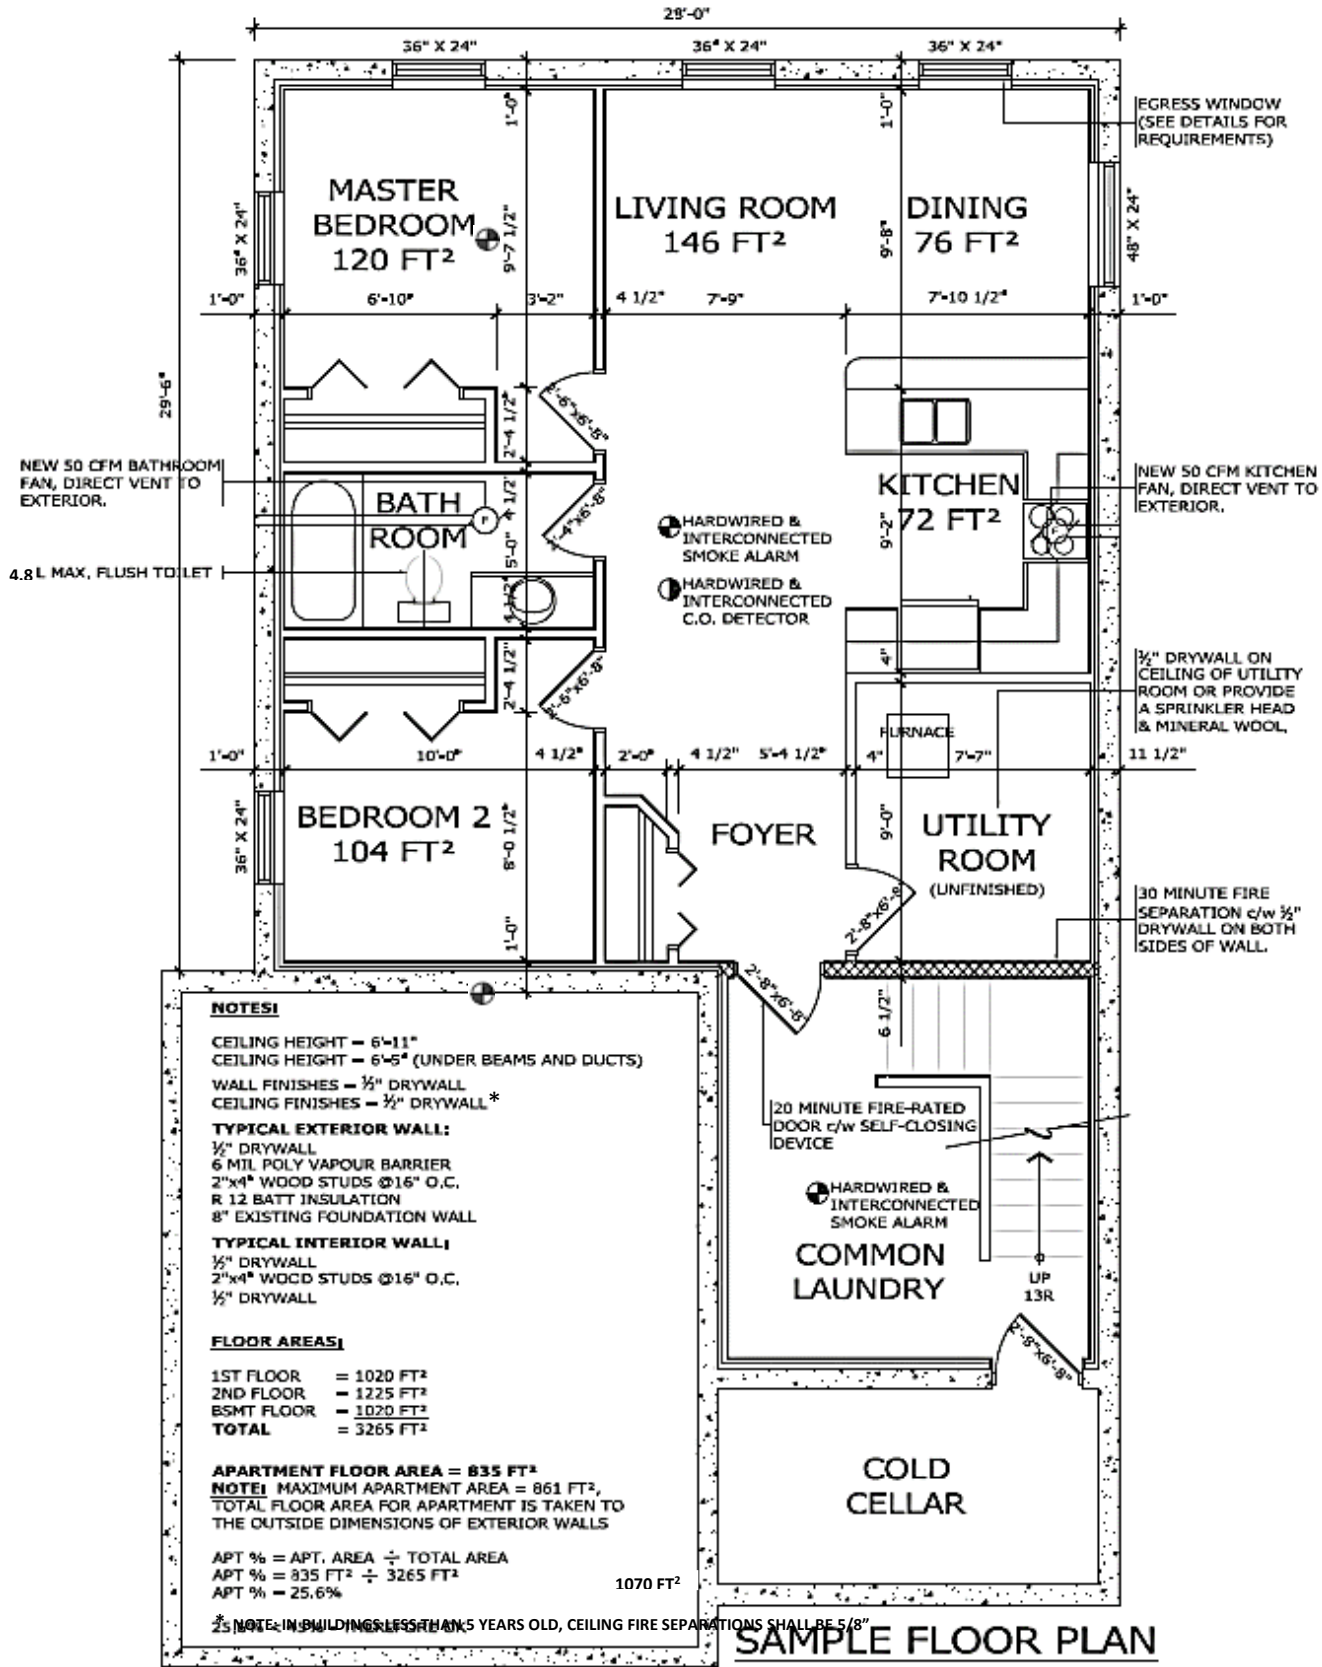 29'-0"
36" X 24"
36" X 24"
36" X 24"
EGRESS WINDOW
(SEE DETAILS FOR
REQUIREMENTS)
1'-0"
1'-0"
MASTER
BEDROOM
120 FT²
LIVING ROOM
146 FT²
DINING
76 FT²
36" X 24"
9'-7 1/2"
9'-8"
48" X 24"
1'-0"
6'-10"
3'-2"
4 1/2"
7'-9"
7'-10 1/2"
1'-0"
29'-6"
2'-6"x6'-8"
2'-4 1/2"
NEW 50 CFM BATHROOM
FAN, DIRECT VENT TO
EXTERIOR.
BATH
ROOM
4 1/2"
F
2'-4"x6'-8"
5'-0"
4.8 L MAX, FLUSH TOILET
4 1/2"
HARDWIRED &
INTERCONNECTED
SMOKE ALARM
HARDWIRED &
INTERCONNECTED
C.O. DETECTOR
KITCHEN
72 FT²
9'-2"
NEW 50 CFM KITCHEN
FAN, DIRECT VENT TO
EXTERIOR.
2'-4 1/2"
2'-6"x6'-8"
4"
½" DRYWALL ON
CEILING OF UTILITY
ROOM OR PROVIDE
A SPRINKLER HEAD
& MINERAL WOOL,
FURNACE
1'-0"
10'-0"
4 1/2"
2'-0"
4 1/2"
5'-4 1/2"
4"
7'-7"
11 1/2"
36" X 24"
BEDROOM 2
104 FT²
8'-0 1/2"
FOYER
9'-0"
UTILITY
ROOM
(UNFINISHED)
2'-8"x6'-8"
1'-0"
30 MINUTE FIRE
SEPARATION c/w ½"
DRYWALL ON BOTH
SIDES OF WALL.
2'-8"x6'-8"
6 1/2"
NOTES:
CEILING HEIGHT = 6'-11"
CEILING HEIGHT = 6'-5" (UNDER BEAMS AND DUCTS)
WALL FINISHES = ½" DRYWALL
CEILING FINISHES = ½" DRYWALL*
TYPICAL EXTERIOR WALL:
½" DRYWALL
6 MIL POLY VAPOUR BARRIER
2"x4" WOOD STUDS @16" O.C.
R 12 BATT INSULATION
8" EXISTING FOUNDATION WALL
TYPICAL INTERIOR WALL:
½" DRYWALL
2"x4" WOOD STUDS @16" O.C.
½" DRYWALL
FLOOR AREAS:
1ST FLOOR = 1020 FT²
2ND FLOOR = 1225 FT²
BSMT FLOOR = 1020 FT²
TOTAL = 3265 FT²
APARTMENT FLOOR AREA = 835 FT²
NOTE: MAXIMUM APARTMENT AREA = 861 FT²,
TOTAL FLOOR AREA FOR APARTMENT IS TAKEN TO
THE OUTSIDE DIMENSIONS OF EXTERIOR WALLS
APT % = APT. AREA ÷ TOTAL AREA
APT % = 835 FT² ÷ 3265 FT²
APT % = 25.6%
1070 FT²
* NOTE: IN BUILDINGS LESS THAN 5 YEARS OLD, CEILING FIRE SEPARATIONS SHALL BE 5/8"
20 MINUTE FIRE-RATED
DOOR c/w SELF-CLOSING
DEVICE
HARDWIRED &
INTERCONNECTED
SMOKE ALARM
COMMON
LAUNDRY
UP
13R
2'-8"x6'-8"
COLD
CELLAR
SAMPLE FLOOR PLAN